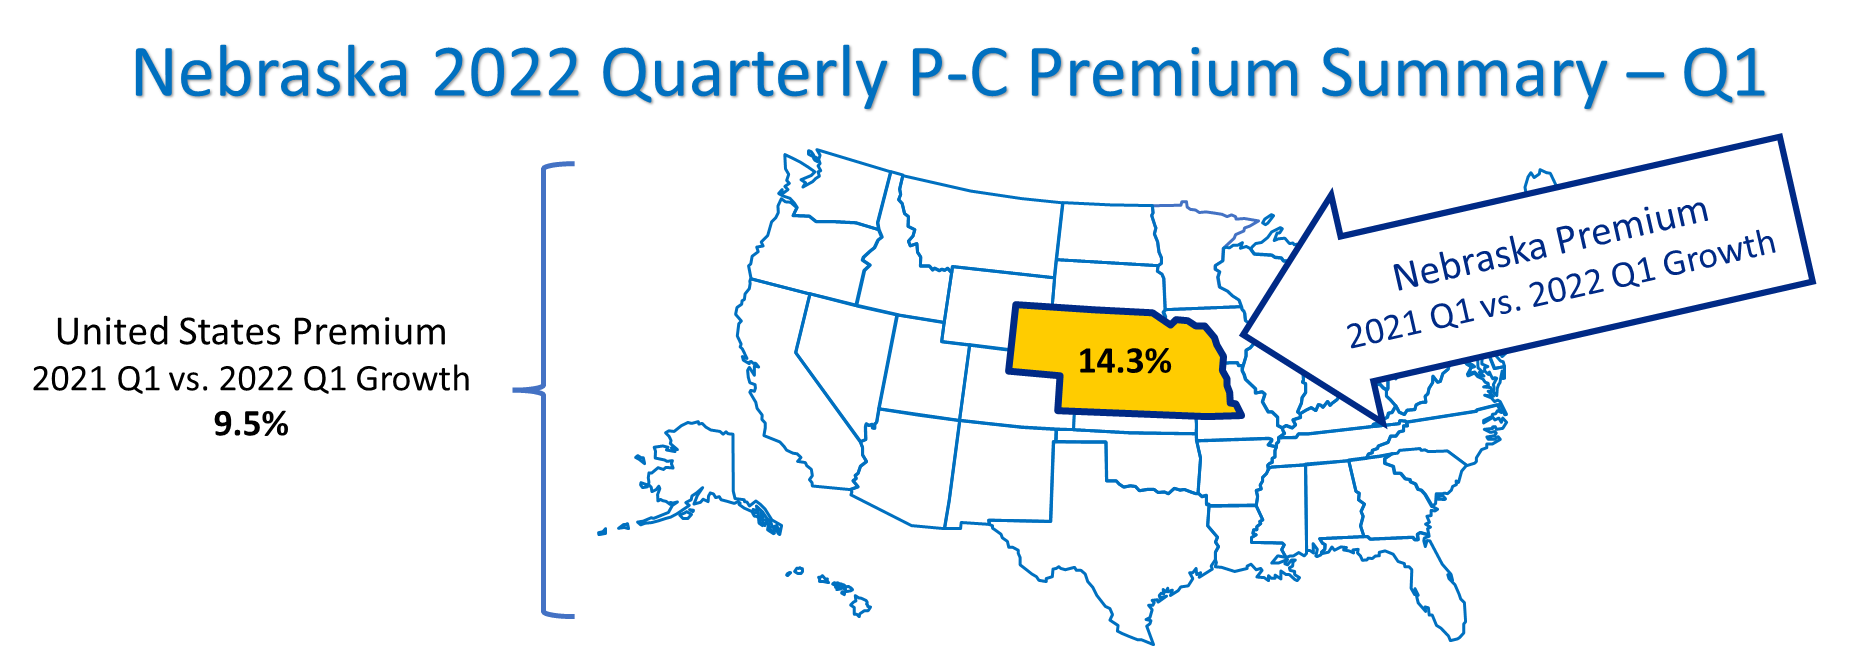 Nebraska 2022 Quarterly P-C Premium Summary – Q1
United States Premium
2021 Q1 vs. 2022 Q1 Growth
9.5%
14.3%
Nebraska Premium
2021 Q1 vs. 2022 Q1 Growth